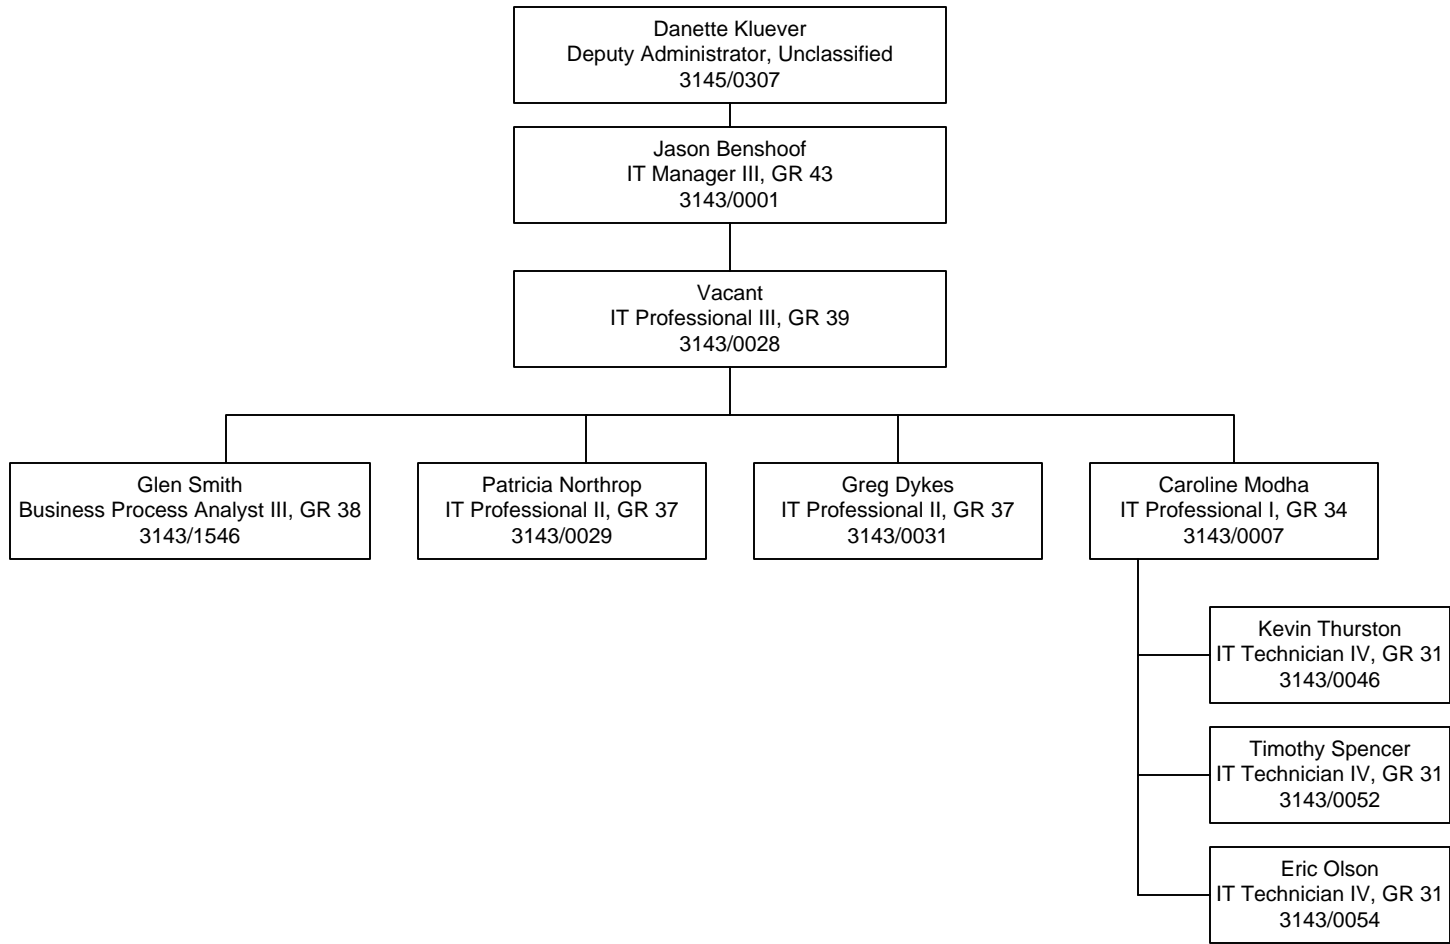 Danette Kluever
Deputy Administrator, Unclassified
3145/0307
Jason Benshoof
IT Manager III, GR 43
3143/0001
Vacant
IT Professional III, GR 39
3143/0028
Glen Smith
Business Process Analyst III, GR 38
3143/1546
Patricia Northrop
IT Professional II, GR 37
3143/0029
Greg Dykes
IT Professional II, GR 37
3143/0031
Caroline Modha
IT Professional I, GR 34
3143/0007
Kevin Thurston
IT Technician IV, GR 31
3143/0046
Timothy Spencer
IT Technician IV, GR 31
3143/0052
Eric Olson
IT Technician IV, GR 31
3143/0054